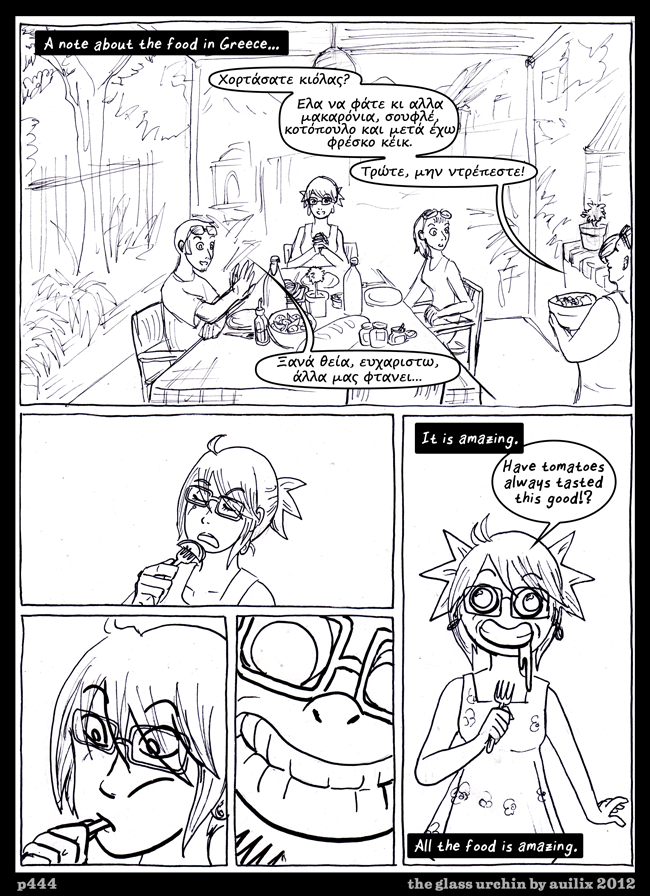 A note about the food in Greece...
Χορτάσατε κιόλας?
Ελα να φάτε κι αλλα
μακαρόνια, σουφλέ,
κοτόπουλο και μετά έχω
φρέσκο κέικ.
Τρώτε, μην ντρέπεστε!
Ξανά θεία, ευχαριστω,
άλλα μας φτανει...
It is amazing.
Have tomatoes
always tasted
this good!?
All the food is amazing.
p444
the glass urchin by auilix 2012